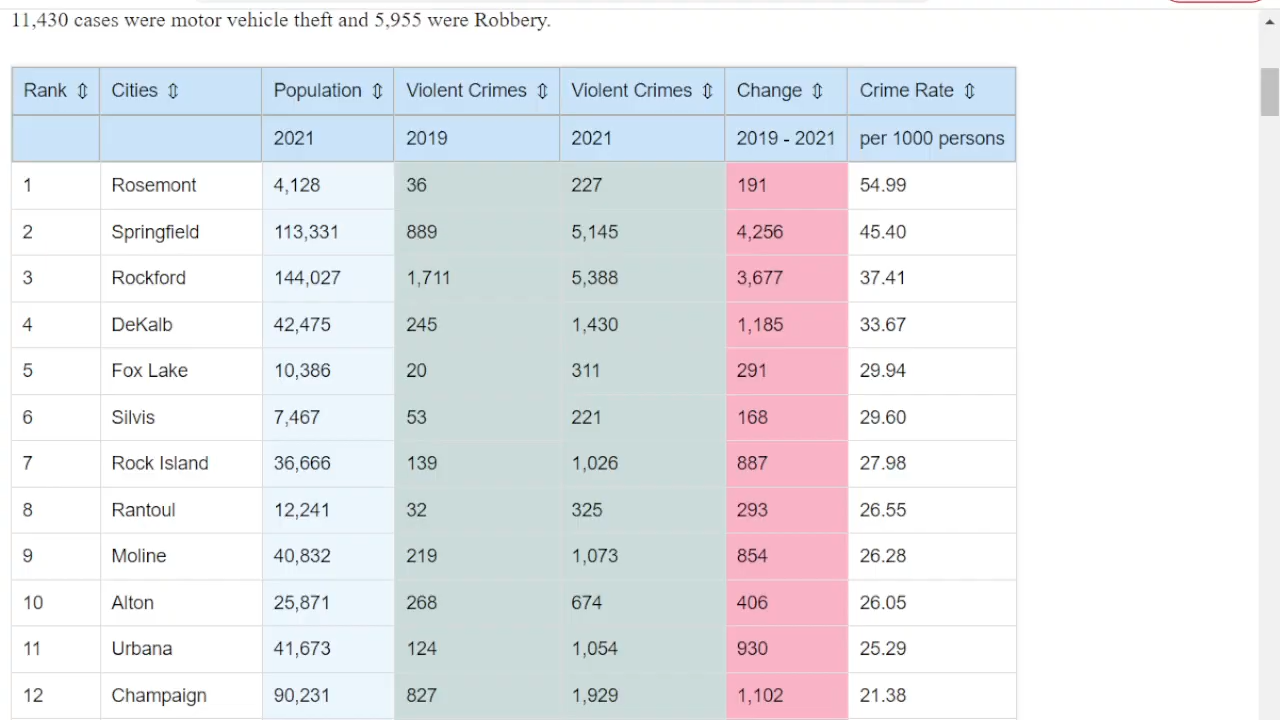 11,430 cases were motor vehicle theft and 5,955 were Robbery.
Rank ⇕ Cities ⇕ Population ⇕ Violent Crimes ⇕ Violent Crimes ⇕ Change ⇕ Crime Rate ⇕
2021 2019 2021 2019 - 2021 per 1000 persons
1 Rosemont 4,128 36 227 191 54.99
2 Springfield 113,331 889 5,145 4,256 45.40
3 Rockford 144,027 1,711 5,388 3,677 37.41
4 DeKalb 42,475 245 1,430 1,185 33.67
5 Fox Lake 10,386 20 311 291 29.94
6 Silvis 7,467 53 221 168 29.60
7 Rock Island 36,666 139 1,026 887 27.98
8 Rantoul 12,241 32 325 293 26.55
9 Moline 40,832 219 1,073 854 26.28
10 Alton 25,871 268 674 406 26.05
11 Urbana 41,673 124 1,054 930 25.29
12 Champaign 90,231 827 1,929 1,102 21.38